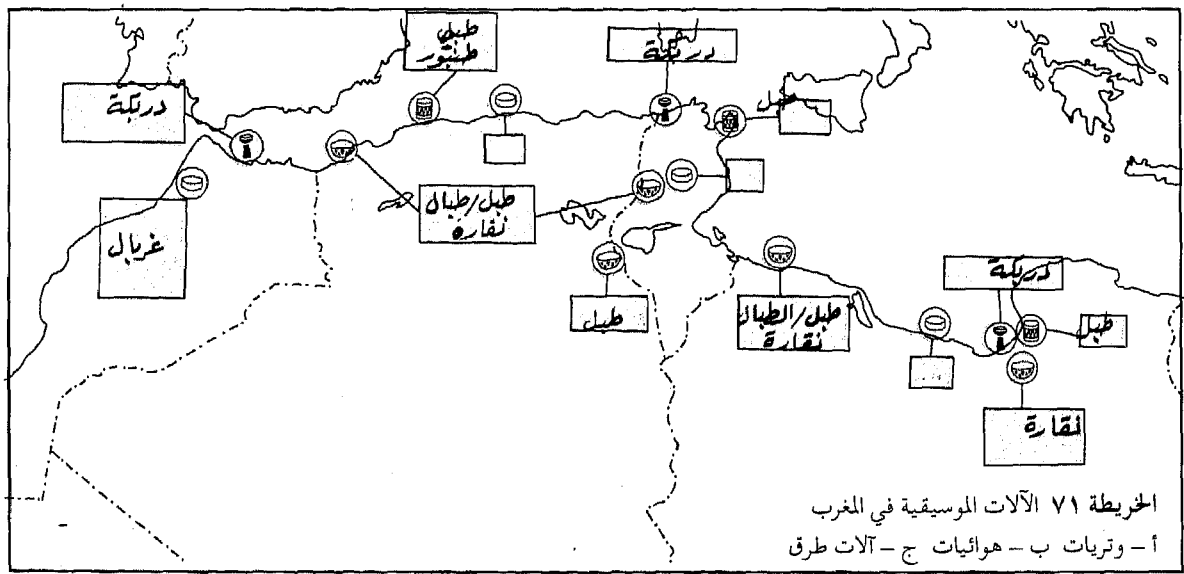 طبل
طنبور
دربكة
دربكة
طبل
طبل/طبال
نقارة
غربال
طبل
طبل/الطبال
نقارة
دربكة
طبل
نقارة
الخريطة ٧١ الآلات الموسيقية في المغرب
أ – وتريات ب – هوائيات ج – آلات طرق